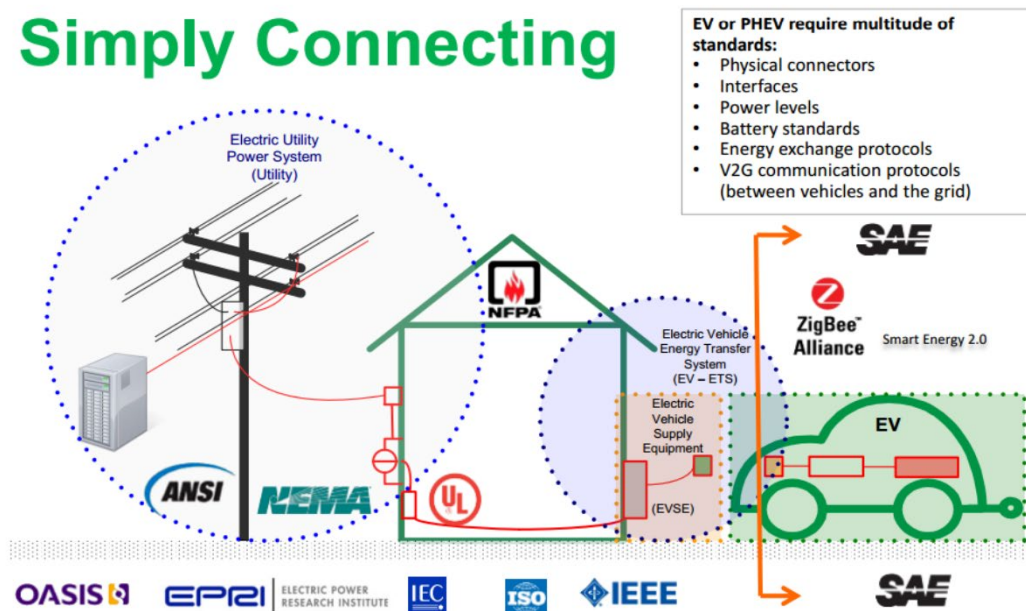 Simply Connecting
EV or PHEV require multitude of
standards:
• Physical connectors
• Interfaces
• Power levels
• Battery standards
• Energy exchange protocols
• V2G communication protocols
(between vehicles and the grid)
Electric Utility
Power System
(Utility)
NFPA
SAE
ZigBee™
Alliance
Smart Energy 2.0
Electric Vehicle
Energy Transfer
System
(EV – ETS)
Electric
Vehicle
Supply
Equipment
(EVSE)
EV
ANSI
NEMA
UL
OASIS
EPRI
ELECTRIC POWER
RESEARCH INSTITUTE
IEC
ISO
IEEE
SAE